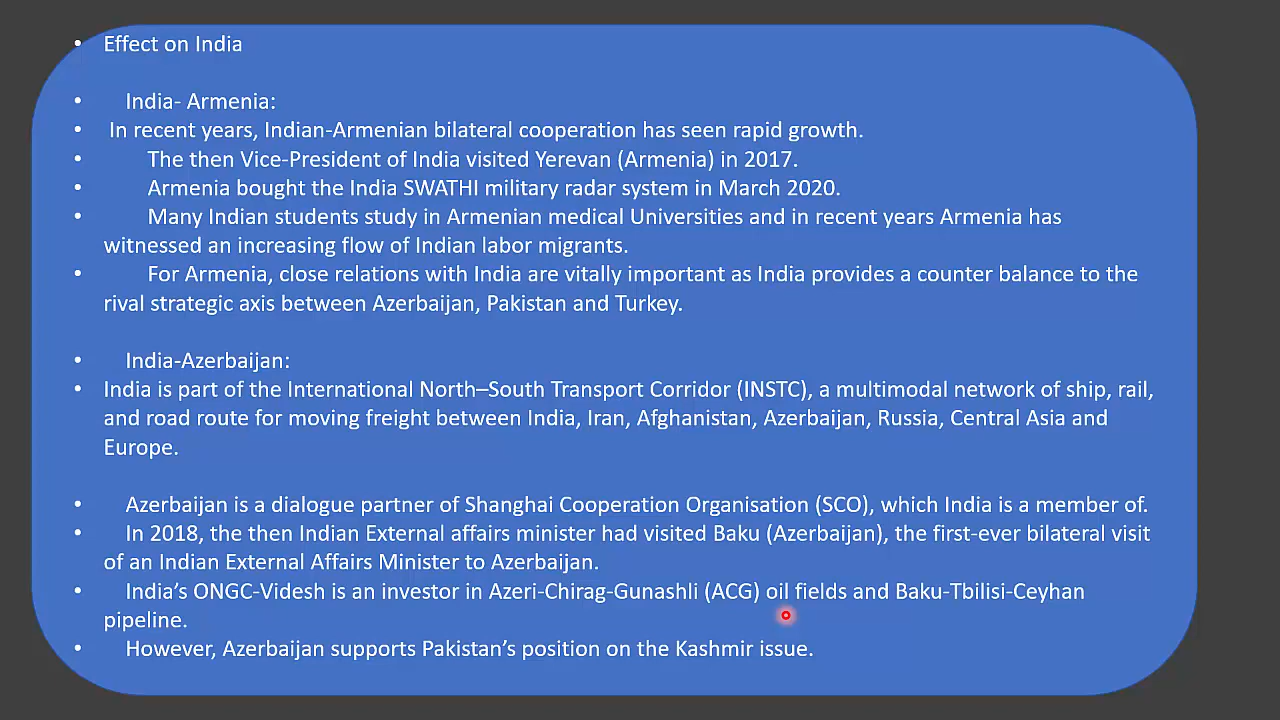 • Effect on India
• India- Armenia:
• In recent years, Indian-Armenian bilateral cooperation has seen rapid growth.
• The then Vice-President of India visited Yerevan (Armenia) in 2017.
• Armenia bought the India SWATHI military radar system in March 2020.
• Many Indian students study in Armenian medical Universities and in recent years Armenia has
witnessed an increasing flow of Indian labor migrants.
• For Armenia, close relations with India are vitally important as India provides a counter balance to the
rival strategic axis between Azerbaijan, Pakistan and Turkey.
• India-Azerbaijan:
• India is part of the International North–South Transport Corridor (INSTC), a multimodal network of ship, rail,
and road route for moving freight between India, Iran, Afghanistan, Azerbaijan, Russia, Central Asia and
Europe.
• Azerbaijan is a dialogue partner of Shanghai Cooperation Organisation (SCO), which India is a member of.
• In 2018, the then Indian External affairs minister had visited Baku (Azerbaijan), the first-ever bilateral visit
of an Indian External Affairs Minister to Azerbaijan.
• India’s ONGC-Videsh is an investor in Azeri-Chirag-Gunashli (ACG) oil fields and Baku-Tbilisi-Ceyhan
pipeline.
• However, Azerbaijan supports Pakistan’s position on the Kashmir issue.